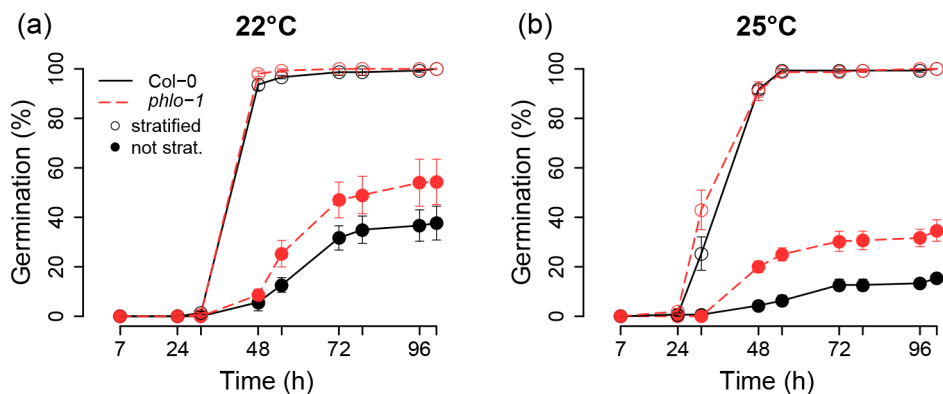 (a)
22°C
Germination (%)
100
80
60
40
20
0
Col−0
phlo−1
stratified
not strat.
7 24 48 72 96
Time (h)
(b)
25°C
Germination (%)
100
80
60
40
20
0
7 24 48 72 96
Time (h)